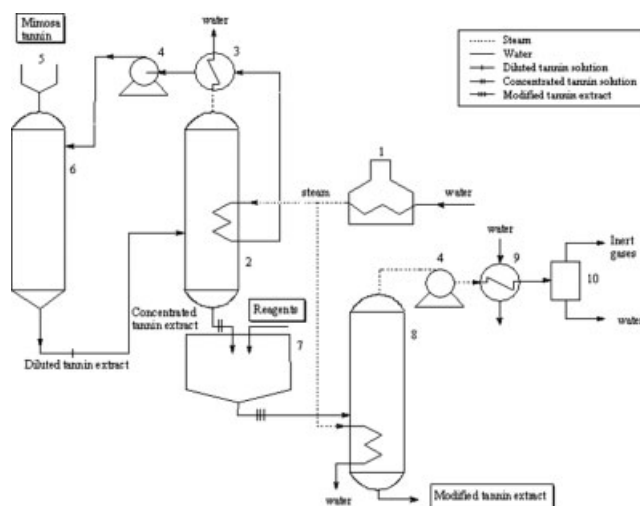 Mimosa
tannin
water
5
4
3
6
Steam
Water
Diluted tannin solution
Concentrated tannin solution
Modified tannin extract
1
steam
water
2
water
4
9
Inert
gases
10
water
Concentrated
tannin extract
Reagents
7
8
Diluted tannin extract
water
Modified tannin extract